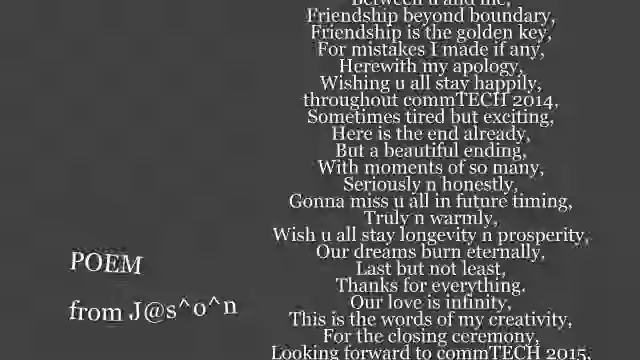 Between u and me,
Friendship beyond boundary,
Friendship is the golden key,
For mistakes I made if any,
Herewith my apology,
Wishing u all stay happily,
throughout commTECH 2014,
Sometimes tired but exciting,
Here is the end already,
But a beautiful ending,
With moments of so many,
Seriously n honestly,
Gonna miss u all in future timing,
Truly n warmly,
Wish u all stay longevity n prosperity,
Our dreams burn eternally,
Last but not least,
Thanks for everything.
Our love is infinity,
This is the words of my creativity,
For the closing ceremony,
Looking forward to commTECH 2015,
POEM
from J@s^o^n